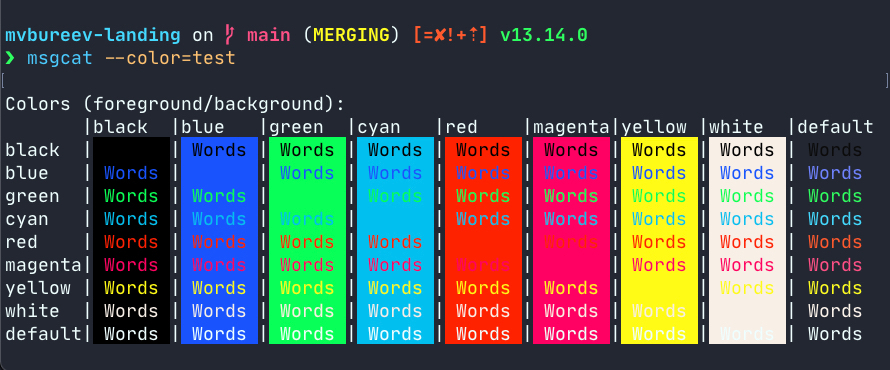 mvbureev-landing on main (MERGING) [=✘!+⇡] v13.14.0
❯ msgcat --color=test
Colors (foreground/background):
|black |blue |green |cyan |red |magenta|yellow |white |default
black | | Words | Words | Words | Words | Words | Words | Words | Words
blue | Words | | Words | Words | Words | Words | Words | Words | Words
green | Words | Words | | Words | Words | Words | Words | Words | Words
cyan | Words | Words | Words | | Words | Words | Words | Words | Words
red | Words | Words | Words | Words | | Words | Words | Words | Words
magenta| Words | Words | Words | Words | Words | | Words | Words | Words
yellow | Words | Words | Words | Words | Words | Words | | Words | Words
white | Words | Words | Words | Words | Words | Words | Words | | Words
default| Words | Words | Words | Words | Words | Words | Words | Words | Words